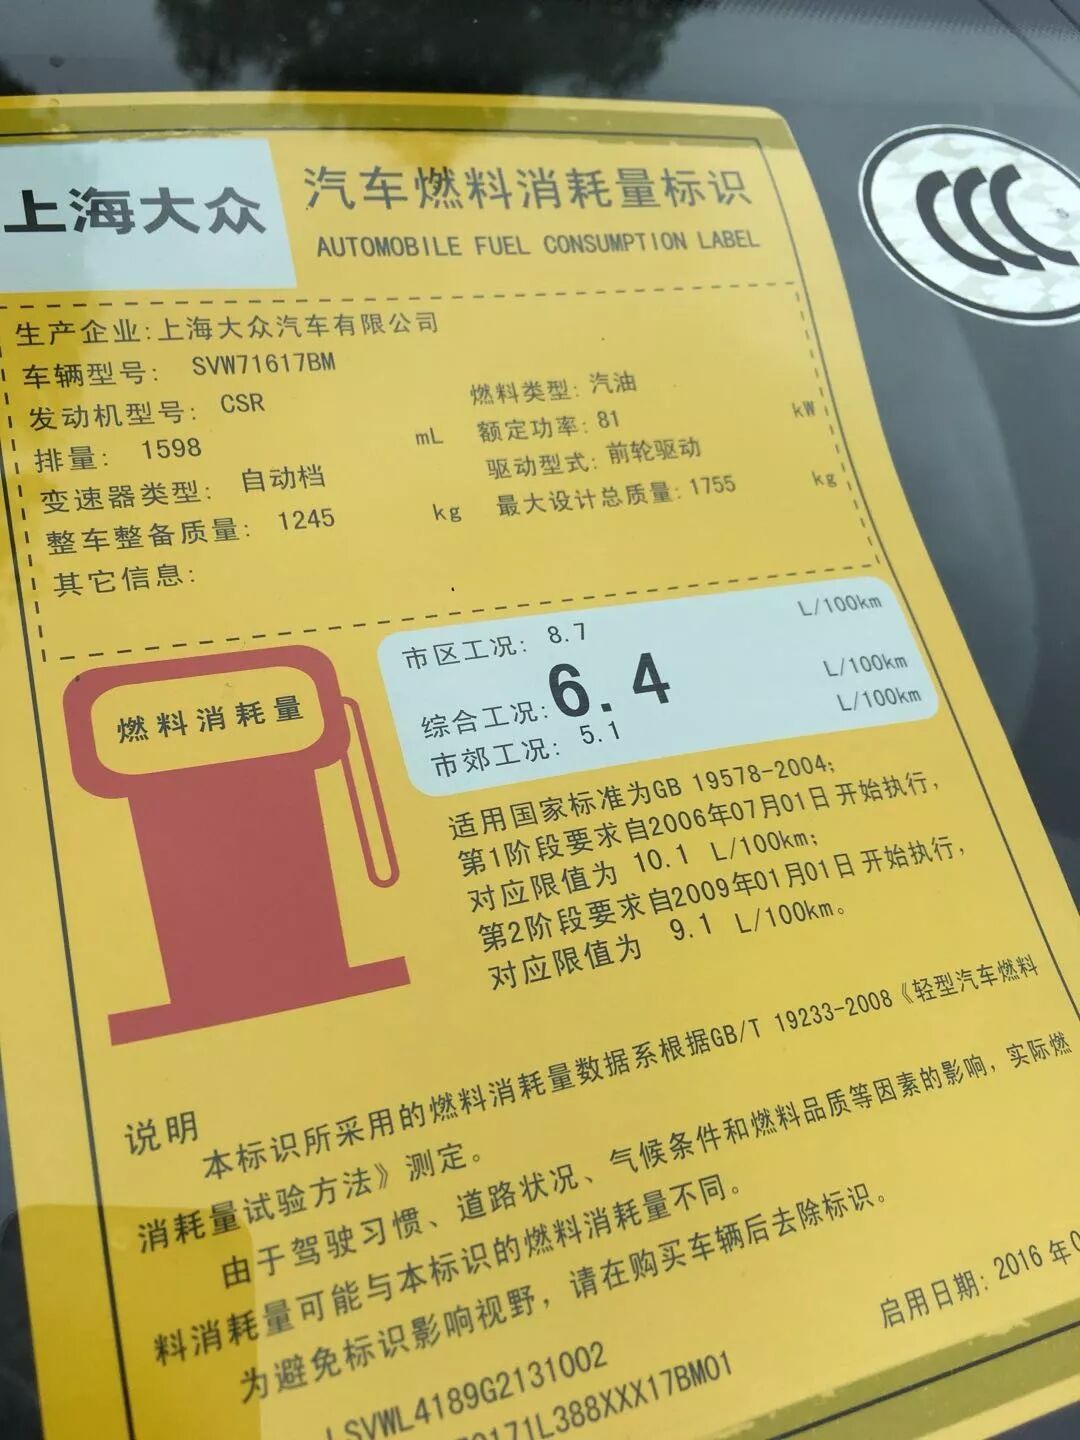 上海大众
汽车燃料消耗量标识
AUTOMOBILE FUEL CONSUMPTION LABEL
生产企业:上海大众汽车有限公司
车辆型号: SVW71617BM
发动机型号: CSR 燃料类型: 汽油
排量: 1598 mL 额定功率: 81 kW
变速器类型: 自动档 驱动型式: 前轮驱动
整车整备质量: 1245 kg 最大设计总质量: 1755 kg
其它信息:
燃料消耗量
市区工况: 8.7 L/100km
综合工况: 6.4 L/100km
市郊工况: 5.1 L/100km
适用国家标准为GB 19578-2004;
第1阶段要求自2006年07月01日 开始执行,
对应限值为 10.1 L/100km;
第2阶段要求自2009年01月01日 开始执行,
对应限值为 9.1 L/100km。
说明
本标识所采用的燃料消耗量数据系根据GB/T 19233-2008《轻型汽车燃料
消耗量试验方法》测定。
由于驾驶习惯、道路状况、气候条件和燃料品质等因素的影响,实际燃
料消耗量可能与本标识的燃料消耗量不同。
为避免标识影响视野,请在购买车辆后去除标识。
启用日期: 2016 年
LSVWL4189G2131002
0171L388XXX17BM01
CCC
S